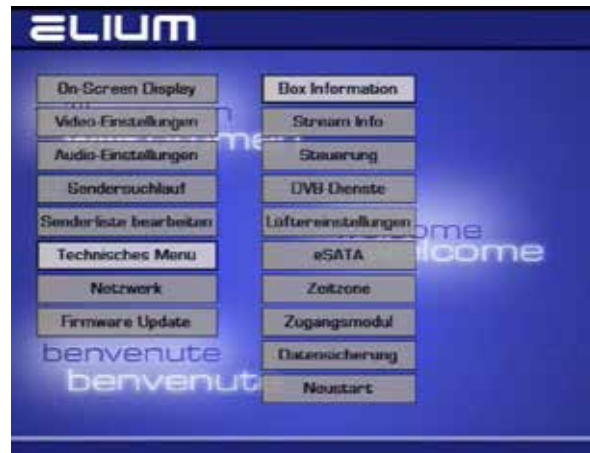 ELIUM
On-Screen Display
Video-Einstellungen
Audio-Einstellungen
Sendersuchlauf
Senderliste bearbeiten
Technisches Menu
Netzwerk
Firmware Update
Box Information
Stream Info
Steuerung
DVB-Dienste
Lüftereinstellungen
eSATA
Zeitzone
Zugangsmodul
Datensicherung
Neustart
welcome
benvenute
benvenut